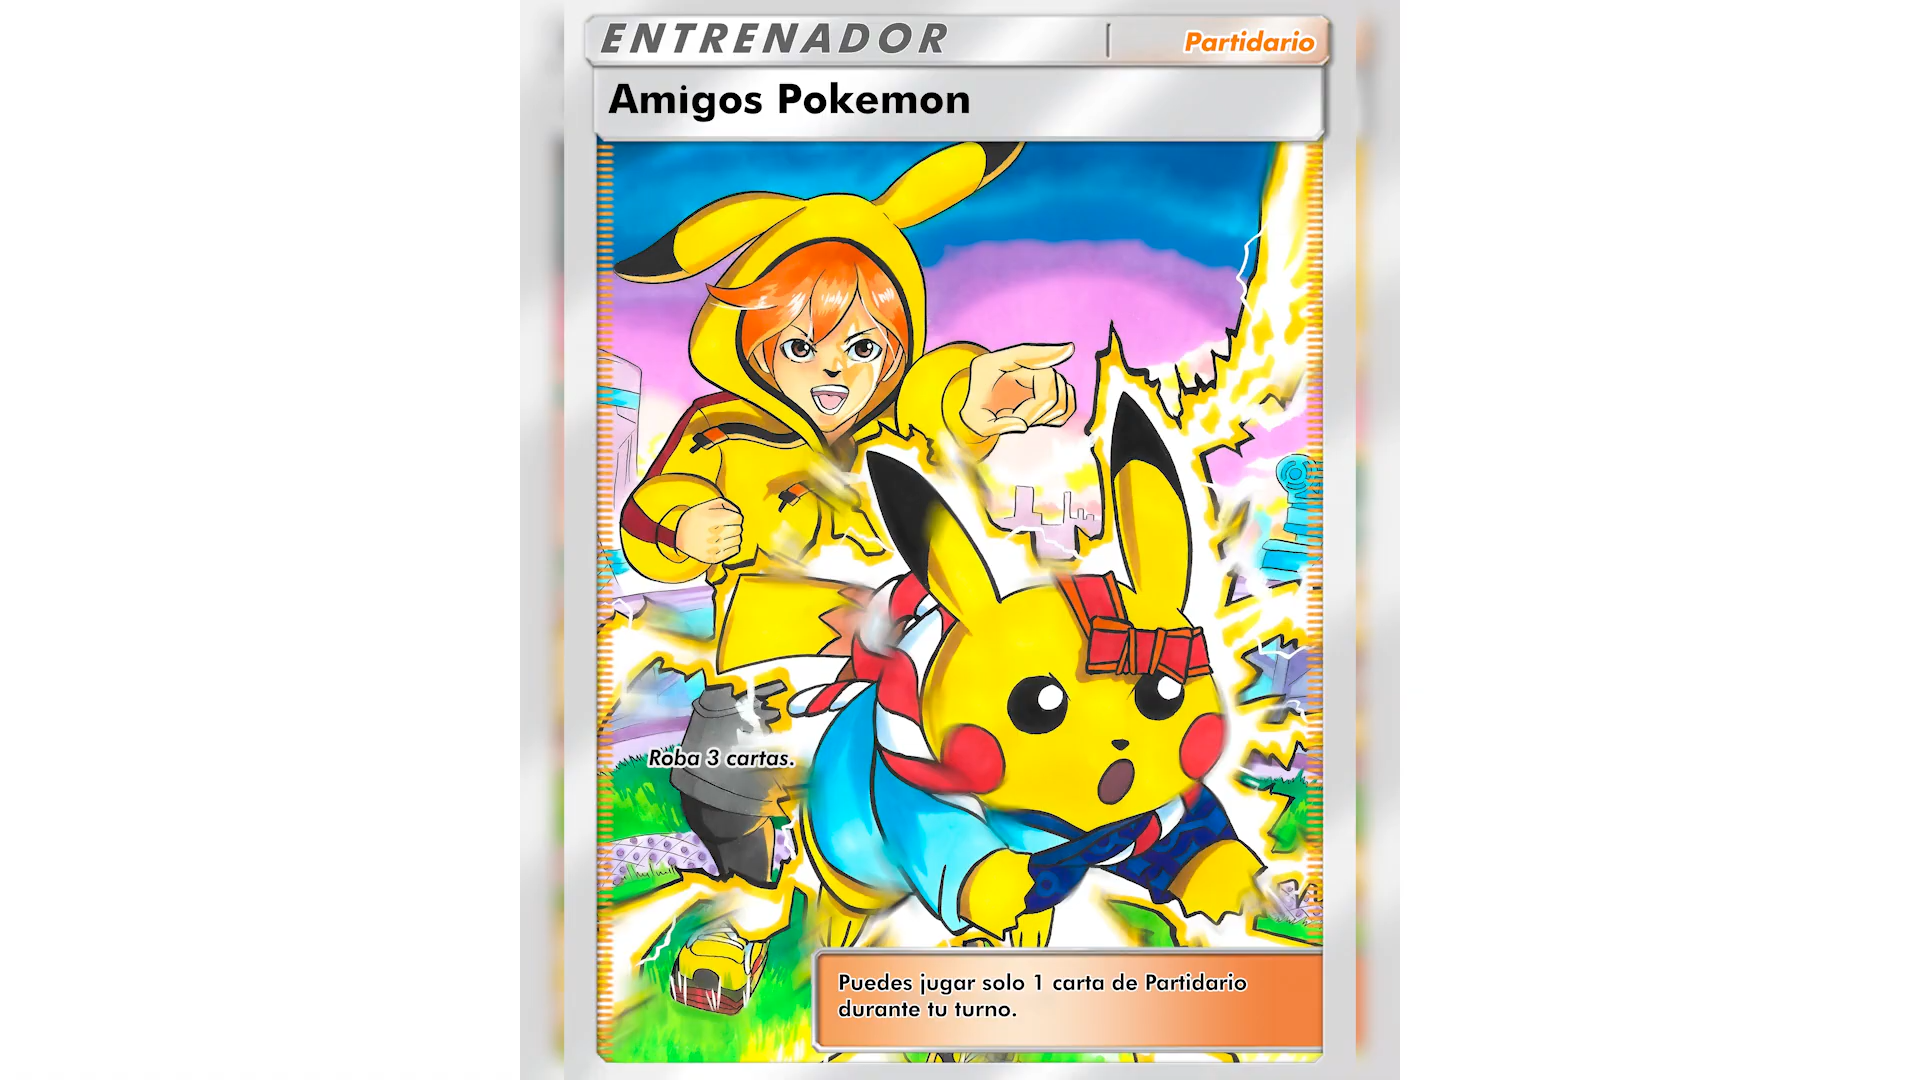 ENTRENADOR
Partidario
Amigos Pokemon
Roba 3 cartas.
Puedes jugar solo 1 carta de Partidario
durante tu turno.